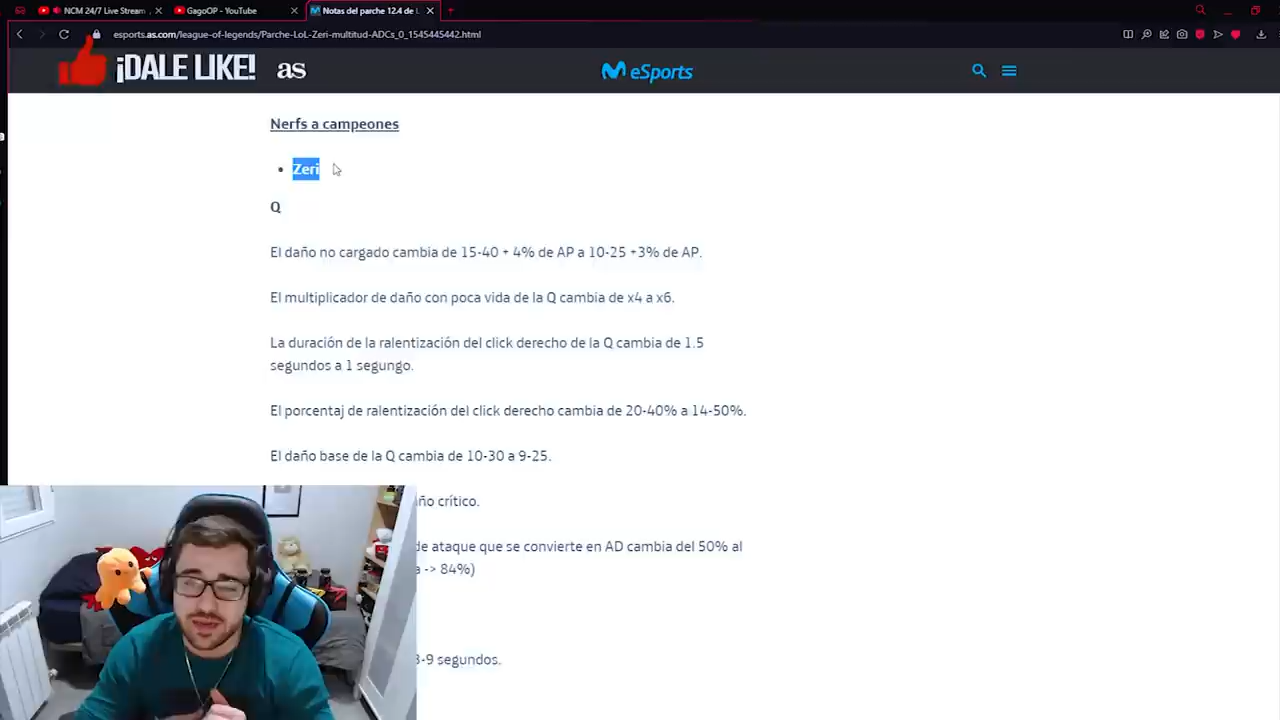 NCM 24/7 Live Stream
GagoOP - YouTube
Notas del parche 12.4 de L
esports.as.com/league-of-legends/Parche-LoL-Zeri-multitud-ADCs_0_1545445442.html
¡DALE LIKE!
as
eSports
Nerfs a campeones
• Zeri
Q
El daño no cargado cambia de 15-40 + 4% de AP a 10-25 +3% de AP.
El multiplicador de daño con poca vida de la Q cambia de x4 a x6.
La duración de la ralentización del click derecho de la Q cambia de 1.5
segundos a 1 segungo.
El porcentaj de ralentización del click derecho cambia de 20-40% a 14-50%.
El daño base de la Q cambia de 10-30 a 9-25.
crítico.
de ataque que se convierte en AD cambia del 50% al
-> 84%)
-9 segundos.